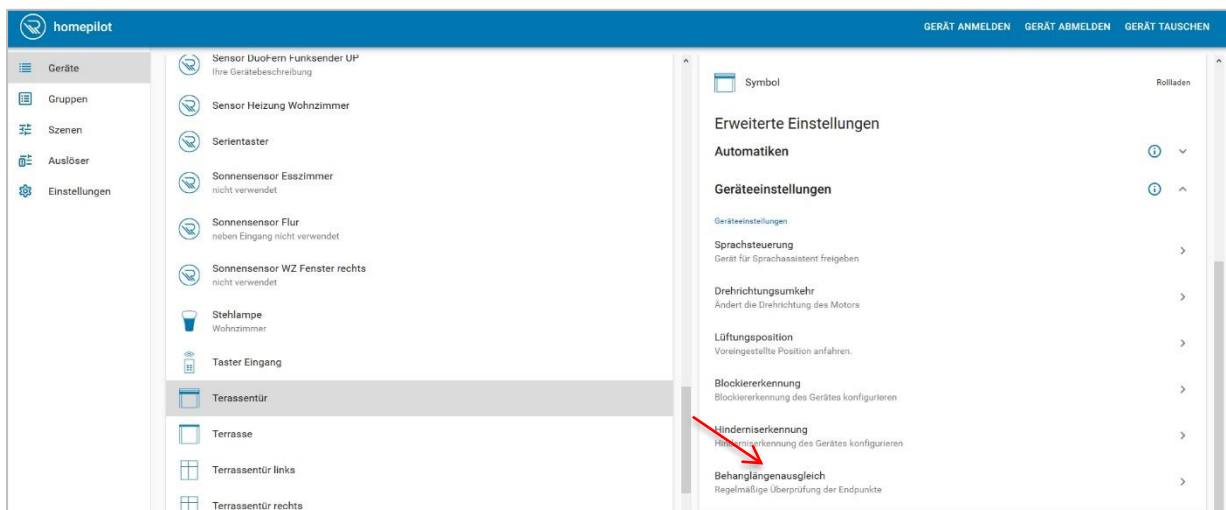 homepilot
GERÄT ANMELDEN GERÄT ABMELDEN GERÄT TAUSCHEN
Geräte
Gruppen
Szenen
Auslöser
Einstellungen
Sensor DuoFern Funksender UP
Ihre Gerätebeschreibung
Sensor Heizung Wohnzimmer
Serientaster
Sonnensensor Esszimmer
nicht verwendet
Sonnensensor Flur
neben Eingang nicht verwendet
Sonnensensor WZ Fenster rechts
nicht verwendet
Stehlampe
Wohnzimmer
Taster Eingang
Terassentür
Terrasse
Terrassentür links
Terrassentür rechts
Symbol
Rollladen
Erweiterte Einstellungen
Automatiken
Geräteeinstellungen
Geräteeinstellungen
Sprachsteuerung
Gerät für Sprachassistent freigeben
Drehrichtungsumkehr
Ändert die Drehrichtung des Motors
Lüftungsposition
Voreingestellte Position anfahren.
Blockiererkennung
Blockiererkennung des Gerätes konfigurieren
Hinderniserkennung
Hinderniserkennung des Gerätes konfigurieren
Behanglängenausgleich
Regelmäßige Überprüfung der Endpunkte